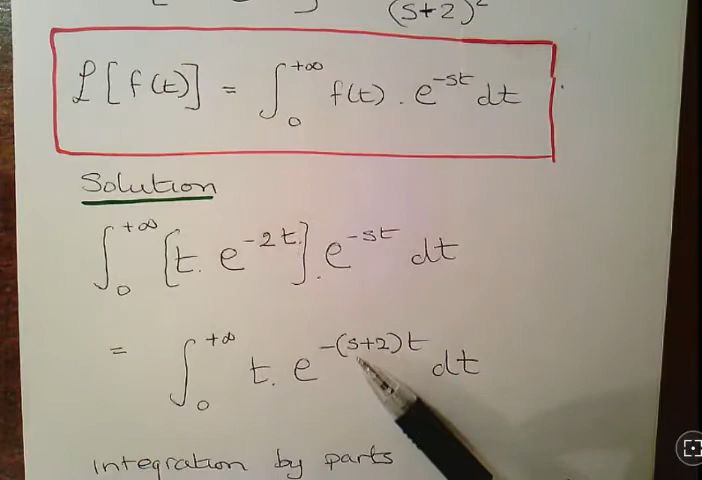 (s+2)²
ℒ[f(t)] = ∫₀^{+∞} f(t) . e^{-st} dt
Solution
∫₀^{+∞} [t. e^{-2t}] . e^{-st} dt
= ∫₀^{+∞} t. e^{-(s+2)t} dt
integration by parts